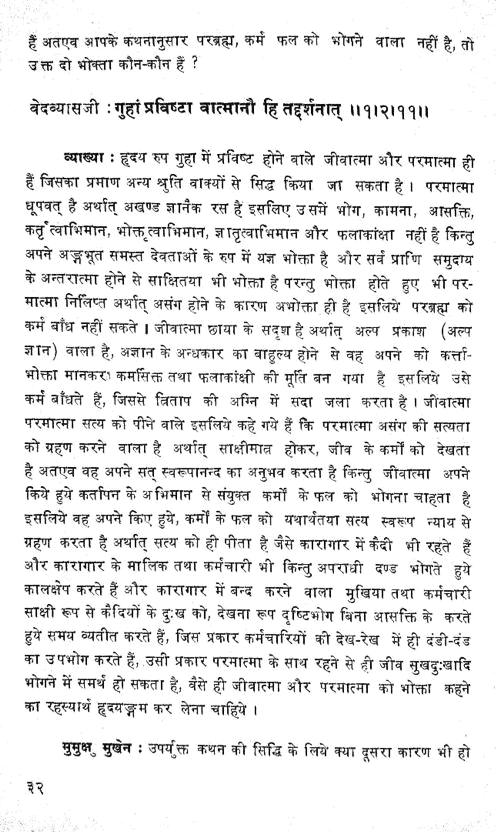 हैं अतएव आपके कथनानुसार परब्रह्म, कर्म फल को भोगने वाला नहीं है, तो
उक्त दो भोक्ता कौन-कौन हैं ?
वेदव्यासजी : गुहां प्रविष्टा वात्मानौ हि तद्दर्शनात् ॥१।२।११॥
व्याख्या : हृदय रुप गुहा में प्रविष्ट होने वाले जीवात्मा और परमात्मा ही
हैं जिसका प्रमाण अन्य श्रुति वाक्यों से सिद्ध किया जा सकता है । परमात्मा
धूपवत् है अर्थात् अखण्ड ज्ञानैक रस हैं इसलिए उसमें भोग, कामना, आसक्ति,
कर्तृत्वाभिमान, भोक्तृत्वाभिमान, ज्ञातृत्वाभिमान और फलाकांक्षा नहीं है किन्तु
अपने अङ्गभूत समस्त देवताओं के रुप में यज्ञ भोक्ता है और सर्व प्राणि समुदाय
के अन्तरात्मा होने से साक्षितया भी भोक्ता है परन्तु भोक्ता होते हुए भी पर-
मात्मा निर्लिप्त अर्थात् असंग होने के कारण अभोक्ता ही है इसलिये परब्रह्म को
कर्म बाँध नहीं सकते । जीवात्मा छाया के सदृश है अर्थात् अल्प प्रकाश (अल्प
ज्ञान) वाला है, अज्ञान के अन्धकार का वाहुल्य होने से वह अपने को कर्त्ता-
भोक्ता मानकर कर्मासक्ति तथा फलाकांक्षी की मूर्ति बन गया है इसलिये उसे
कर्म बाँधते हैं, जिससे त्रिताप की अग्नि में सदा जला करता है । जीवात्मा
परमात्मा सत्य को पीने वाले इसलिये कहे गये हैं कि परमात्मा असंग की सत्यता
को ग्रहण करने वाला है अर्थात् साक्षीमात्र होकर, जीव के कर्मों को देखता
है अतएव वह अपने सत् स्वरूपानन्द का अनुभव करता है किन्तु जीवात्मा अपने
किये हुये कर्तापन के अभिमान से संयुक्त कर्मों के फल को भोगना चाहता है
इसलिये वह अपने किए हुये, कर्मों के फल को यथार्थतया सत्य स्वरूप न्याय से
ग्रहण करता है अर्थात् सत्य को ही पीता है जैसे कारागार में कैदी भी रहते हैं
और कारागार के मालिक तथा कर्मचारी भी किन्तु अपराधी दण्ड भोगते हुये
कालक्षेप करते हैं और कारागार में बन्द करने वाला मुखिया तथा कर्मचारी
साक्षी रूप से कैदियों के दुःख को, देखना रूप दृष्टिभोग बिना आसक्ति के करते
हुये समय व्यतीत करते हैं, जिस प्रकार कर्मचारियों की देख-रेख में ही दंडी-दंड
का उपभोग करते हैं, उसी प्रकार परमात्मा के साथ रहने से ही जीव सुखदुःखादि
भोगने में समर्थ हो सकता है, वैसे ही जीवात्मा और परमात्मा को भोक्ता कहने
का रहस्यार्थ हृदयङ्गम कर लेना चाहिये ।
मुमुक्षु मुखेन : उपर्युक्त कथन की सिद्धि के लिये क्या दूसरा कारण भी हो
३२